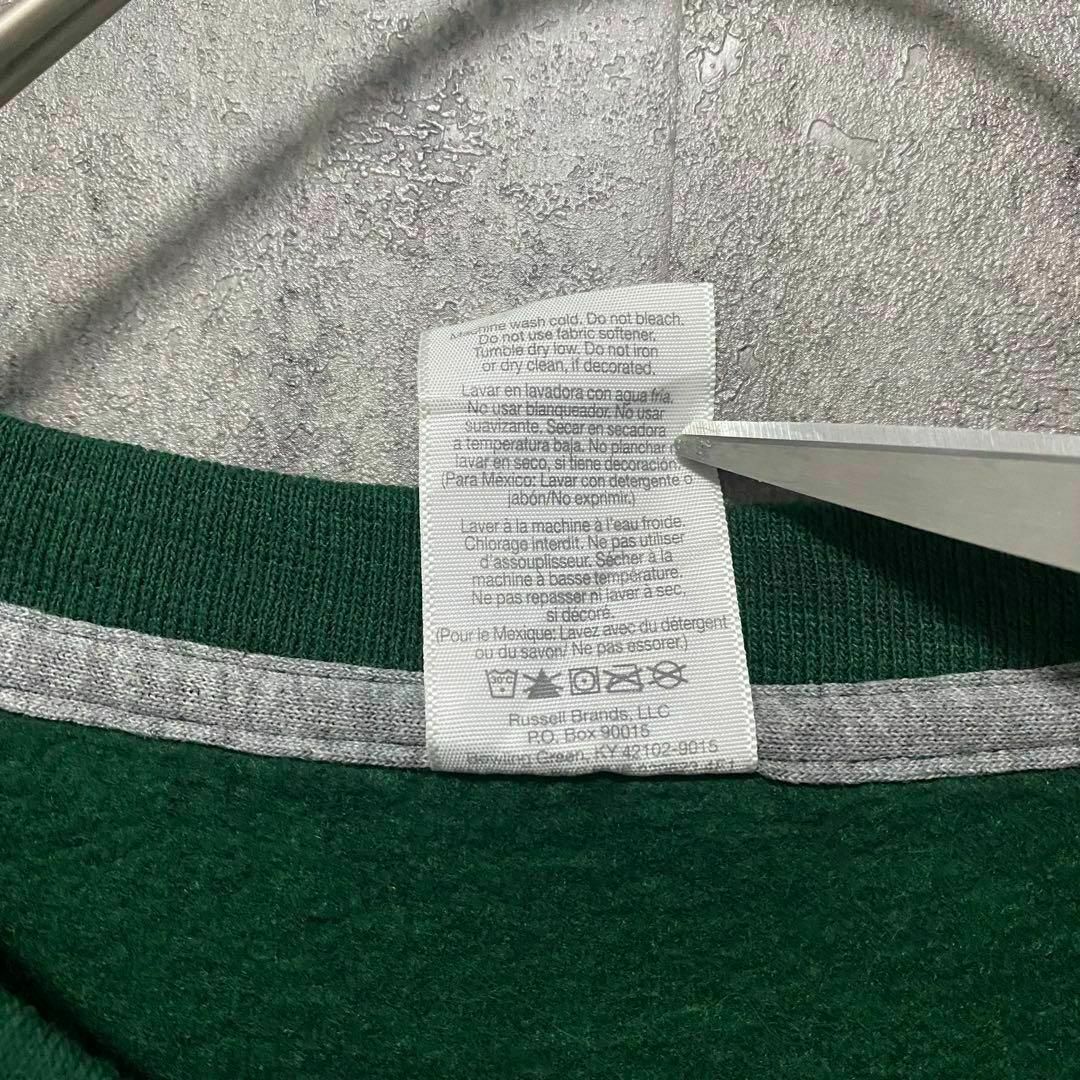 Machine wash cold. Do not bleach.
Do not use fabric softener.
Tumble dry low. Do not iron
or dry clean, if decorated.
Lavar en lavadora con agua fría.
No usar blanqueador. No usar
suavizante. Secar en secadora
a temperatura baja. No planchar
lavar en seco, si tiene decoración.
(Para México: Lavar con detergente o
jabón/No exprimir.)
Laver à la machine à l'eau froide.
Chlorage interdit. Ne pas utiliser
d'assouplisseur. Sécher à la
machine à basse température.
Ne pas repasser ni laver à sec,
si décoré.
(Pour le Mexique: Lavez avec du détergent
ou du savon/ Ne pas essorer.)
Russell Brands, LLC
P.O. Box 90015
Bowling Green, KY 42102-9015